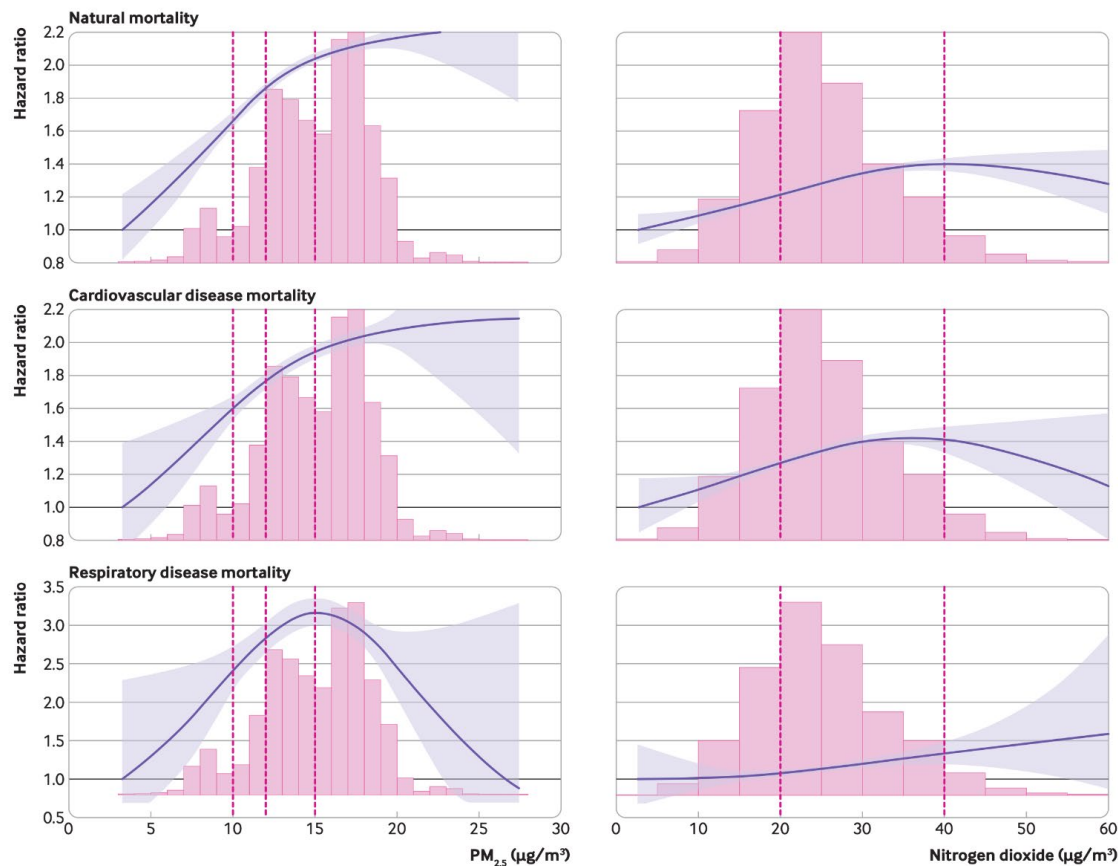 Natural mortality
Hazard ratio
2.2
2.0
1.8
1.6
1.4
1.2
1.0
0.8
Cardiovascular disease mortality
Hazard ratio
2.2
2.0
1.8
1.6
1.4
1.2
1.0
0.8
Respiratory disease mortality
Hazard ratio
3.5
3.0
2.5
2.0
1.5
1.0
0.5
0 5 10 15 20 25 30
PM2.5 (μg/m³)
0 10 20 30 40 50 60
Nitrogen dioxide (μg/m³)